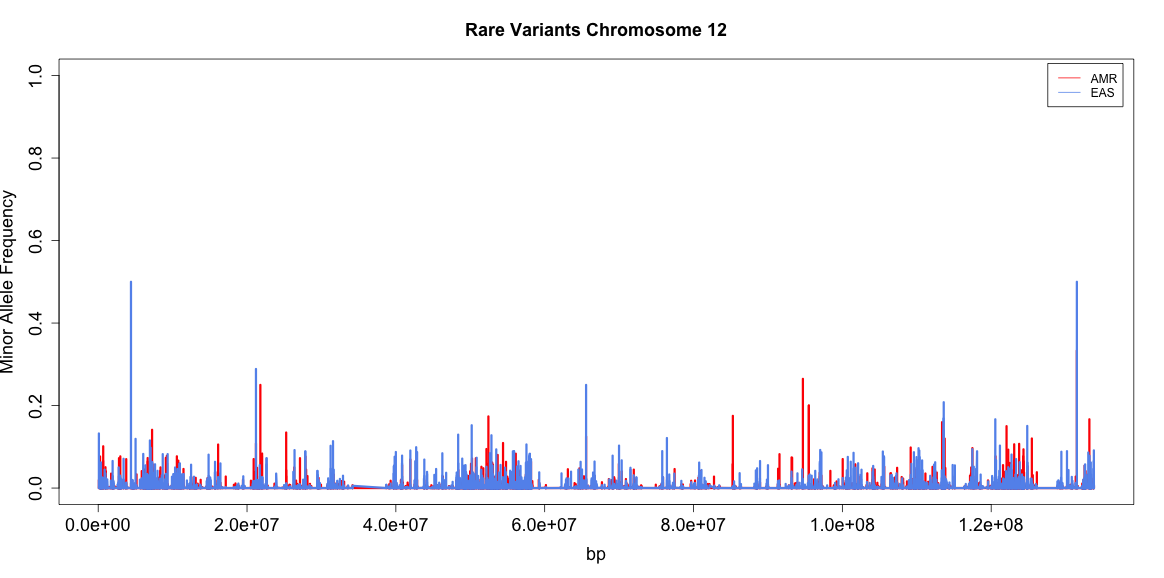 Rare Variants Chromosome 12
AMR
EAS
Minor Allele Frequency
1.0
0.8
0.6
0.4
0.2
0.0
0.0e+00 2.0e+07 4.0e+07 6.0e+07 8.0e+07 1.0e+08 1.2e+08
bp